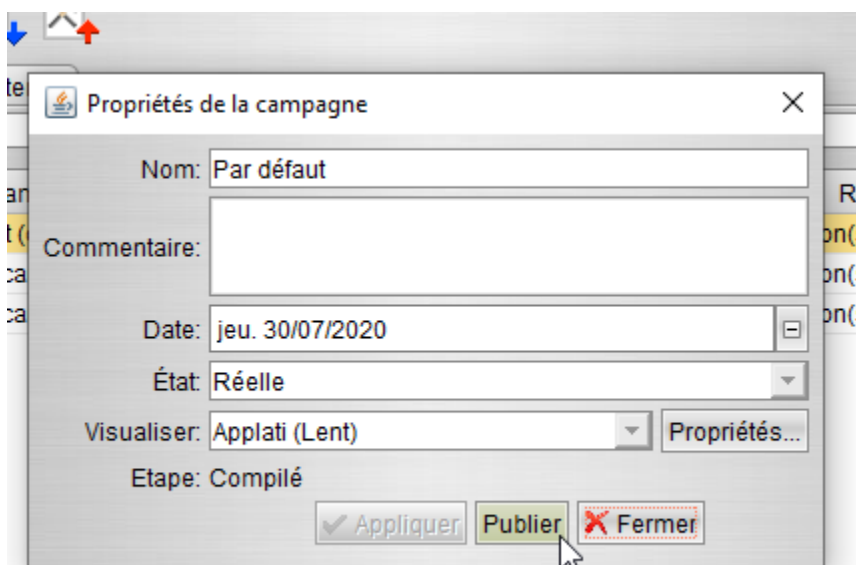 Propriétés de la campagne
Nom: Par défaut
Commentaire:
Date: jeu. 30/07/2020
État: Réelle
Visualiser: Applati (Lent) Propriétés...
Etape: Compilé
Appliquer Publier Fermer